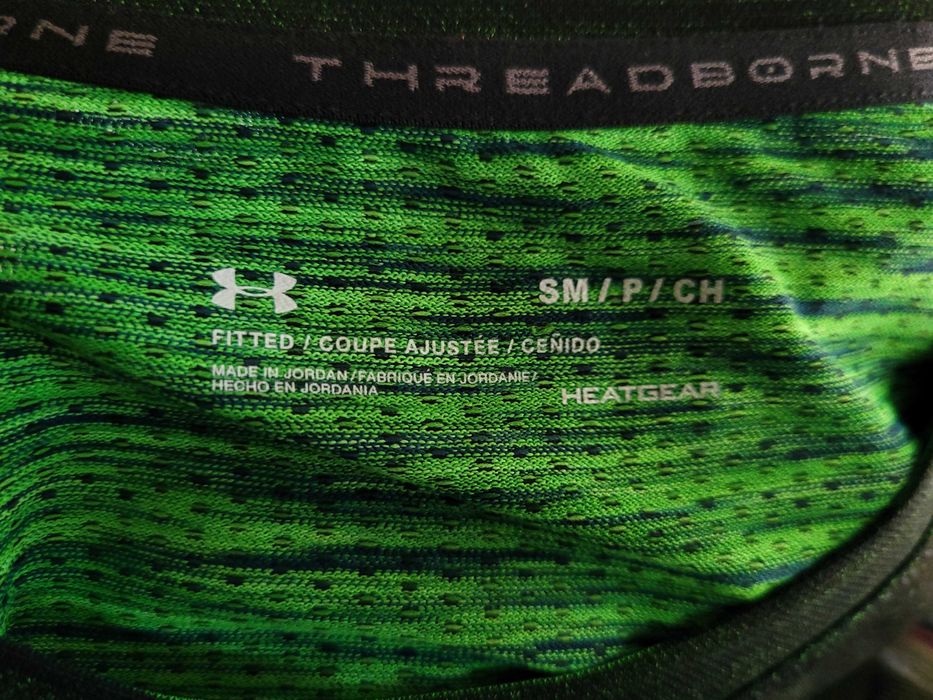 RNE THREADBORNE
SM / P / CH
FITTED / COUPE AJUSTÉE / CEÑIDO
MADE IN JORDAN / FABRIQUÉ EN JORDANIE /
HECHO EN JORDANIA
HEATGEAR